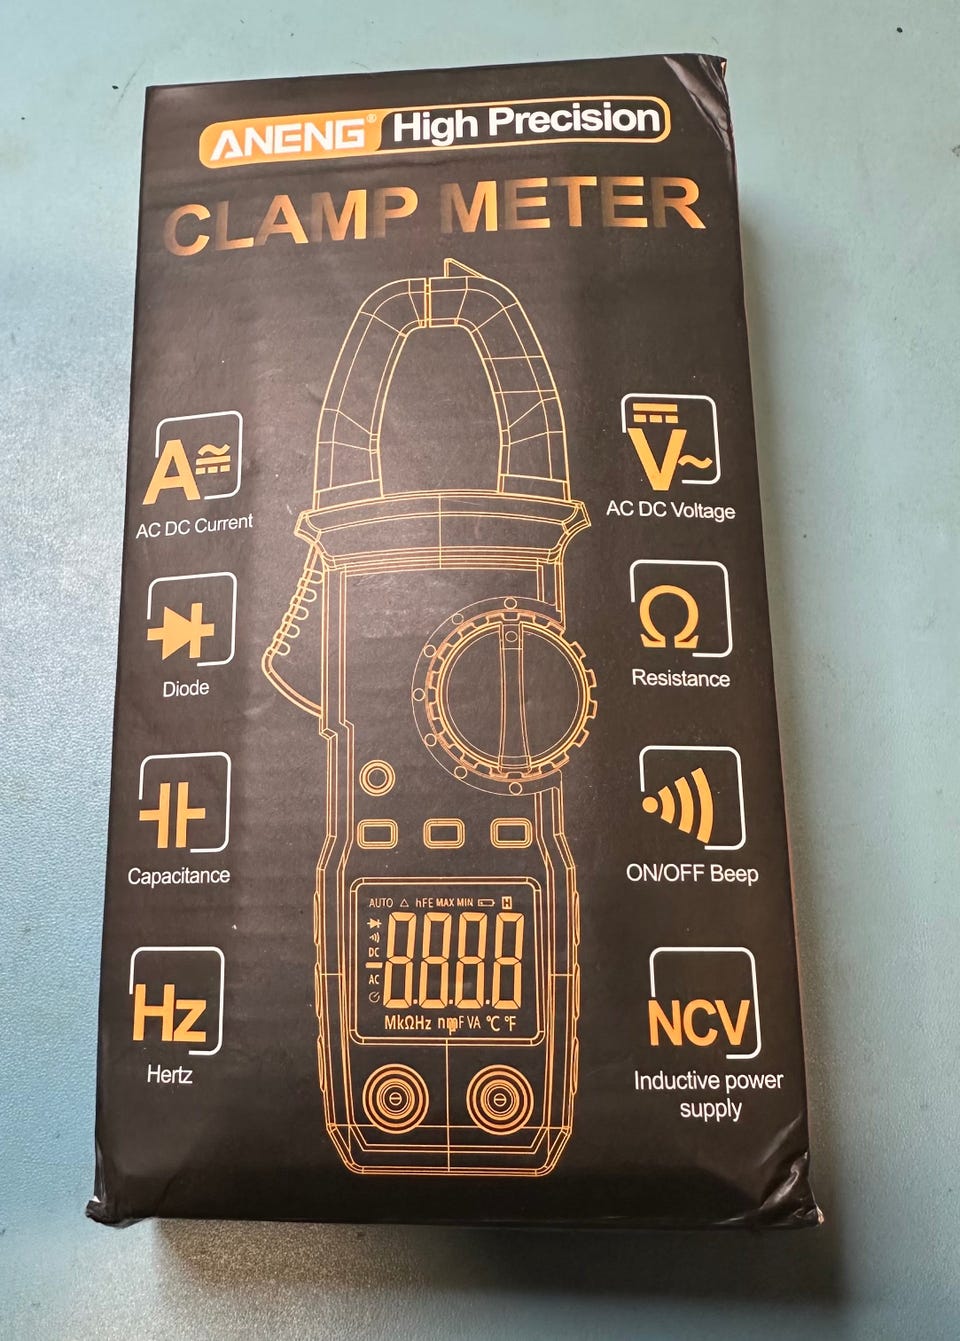 ANENG® High Precision
CLAMP METER
A
AC DC Current
V
AC DC Voltage
Diode
Ω
Resistance
Capacitance
ON/OFF Beep
AUTO △ hFE MAX MIN H
DC
AC
8.8.8.8
MkΩHz nmµF VA °C °F
Hz
Hertz
NCV
Inductive power
supply